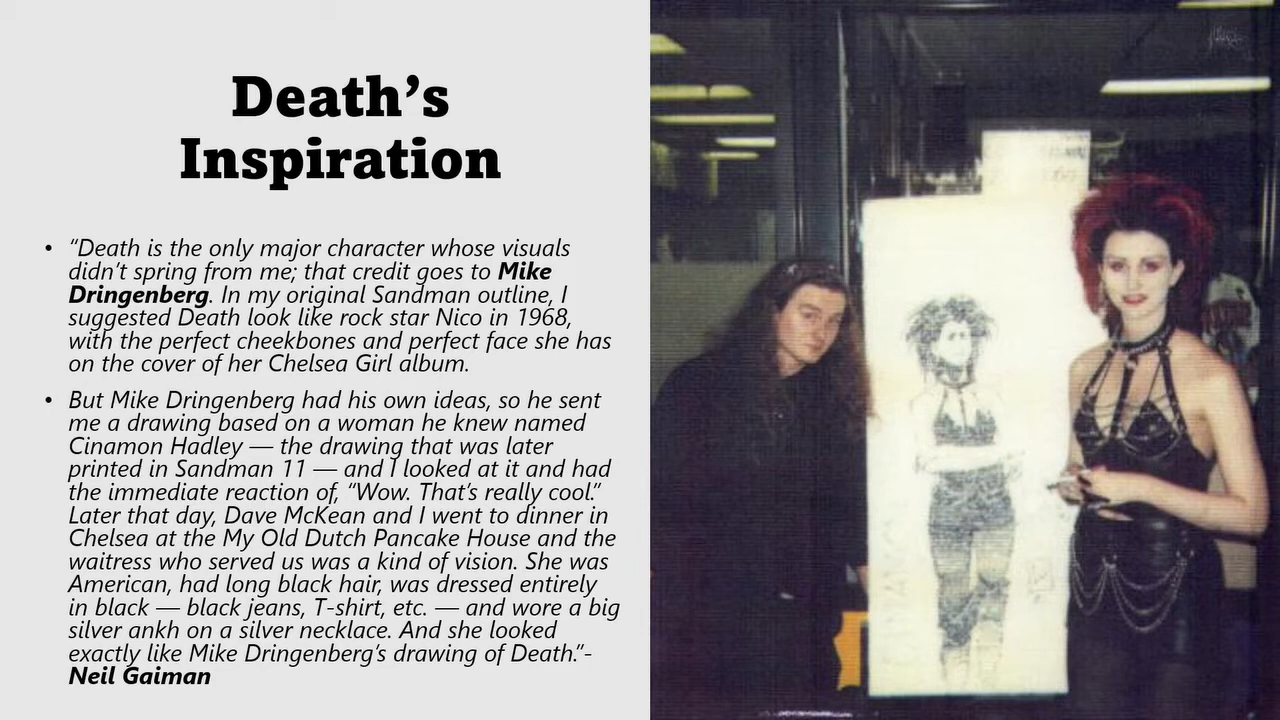 Death’s
Inspiration
• “Death is the only major character whose visuals
didn’t spring from me; that credit goes to Mike
Dringenberg. In my original Sandman outline, I
suggested Death look like rock star Nico in 1968,
with the perfect cheekbones and perfect face she has
on the cover of her Chelsea Girl album.
• But Mike Dringenberg had his own ideas, so he sent
me a drawing based on a woman he knew named
Cinamon Hadley — the drawing that was later
printed in Sandman 11 — and I looked at it and had
the immediate reaction of, “Wow. That’s really cool.”
Later that day, Dave McKean and I went to dinner in
Chelsea at the My Old Dutch Pancake House and the
waitress who served us was a kind of vision. She was
American, had long black hair, was dressed entirely
in black — black jeans, T-shirt, etc. — and wore a big
silver ankh on a silver necklace. And she looked
exactly like Mike Dringenberg’s drawing of Death.”-
Neil Gaiman